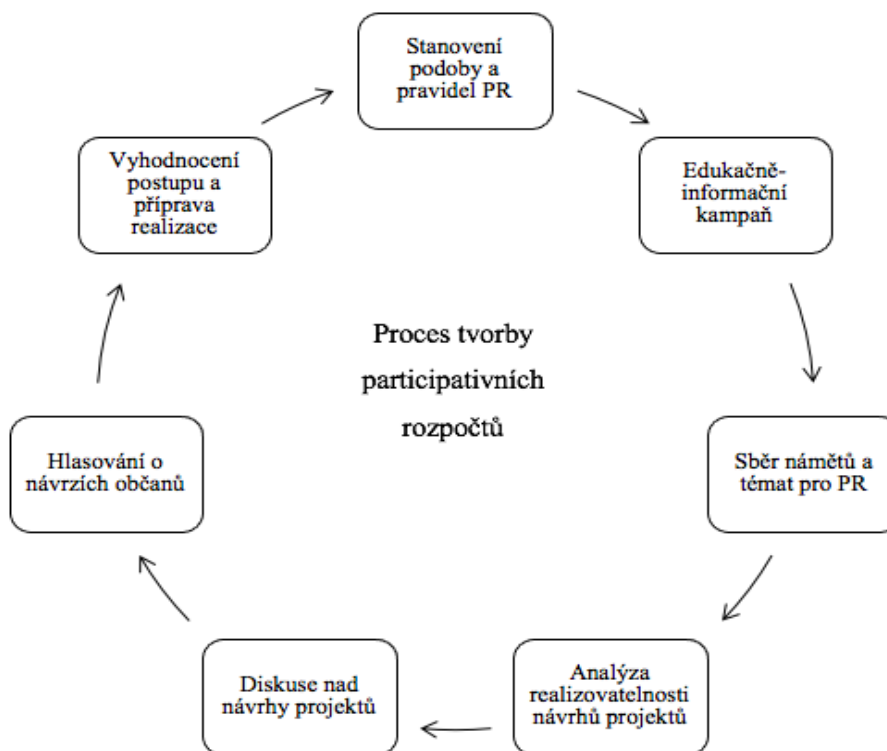 Stanovení
podoby a
pravidel PR
Edukačně-
informační
kampaň
Sběr námětů a
témat pro PR
Analýza
realizovatelnosti
návrhů projektů
Diskuse nad
návrhy projektů
Hlasování o
návrzích občanů
Vyhodnocení
postupu a
příprava
realizace
Proces tvorby
participativních
rozpočtů